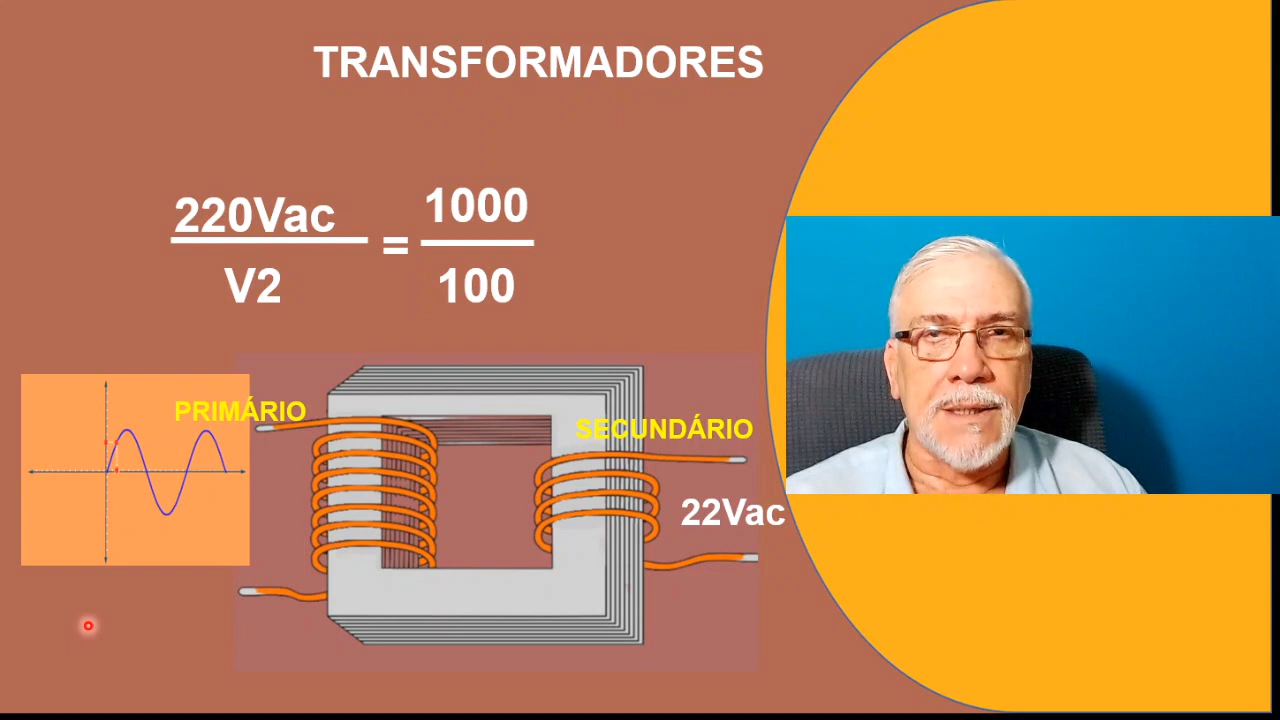 TRANSFORMADORES
220Vac
V2
=
1000
100
PRIMÁRIO
SECUNDÁRIO
22Vac